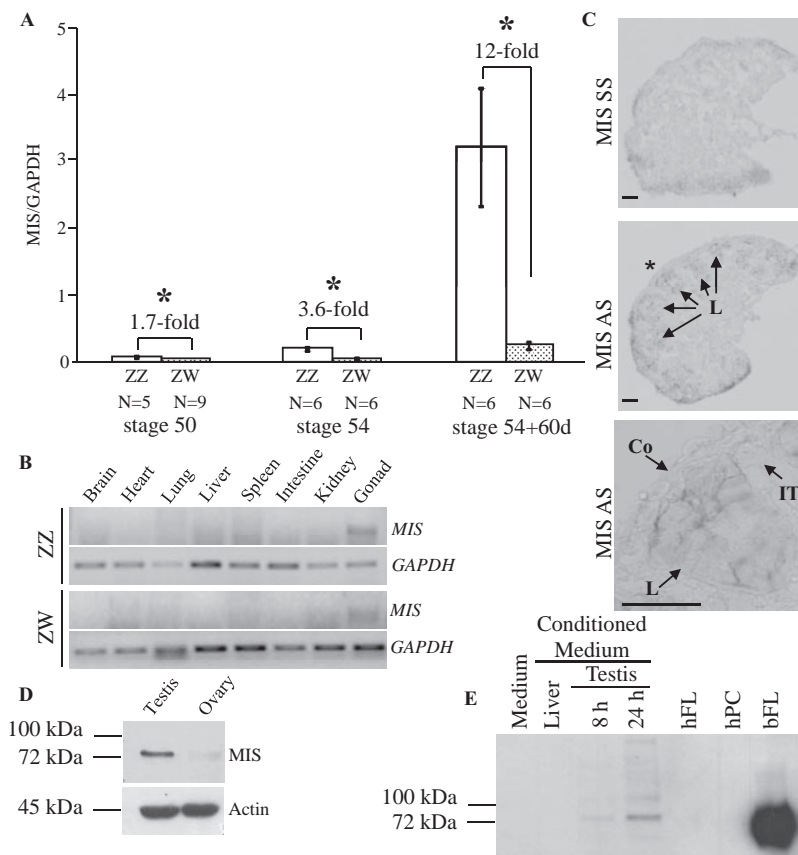 A
5
4
3
2
1
0
MIS/GAPDH
*
1.7-fold
*
3.6-fold
*
12-fold
ZZ ZW ZZ ZW ZZ ZW
N=5 N=9 N=6 N=6 N=6 N=6
stage 50 stage 54 stage 54+60d
B
Brain Heart Lung Liver Spleen Intestine Kidney Gonad
ZZ
MIS
GAPDH
ZW
MIS
GAPDH
C
MIS SS
MIS AS
*
L
MIS AS
Co
IT
L
D
Testis Ovary
100 kDa
72 kDa
MIS
45 kDa
Actin
E
Conditioned
Medium
Testis
Medium Liver 8 h 24 h hFL hPC bFL
100 kDa
72 kDa